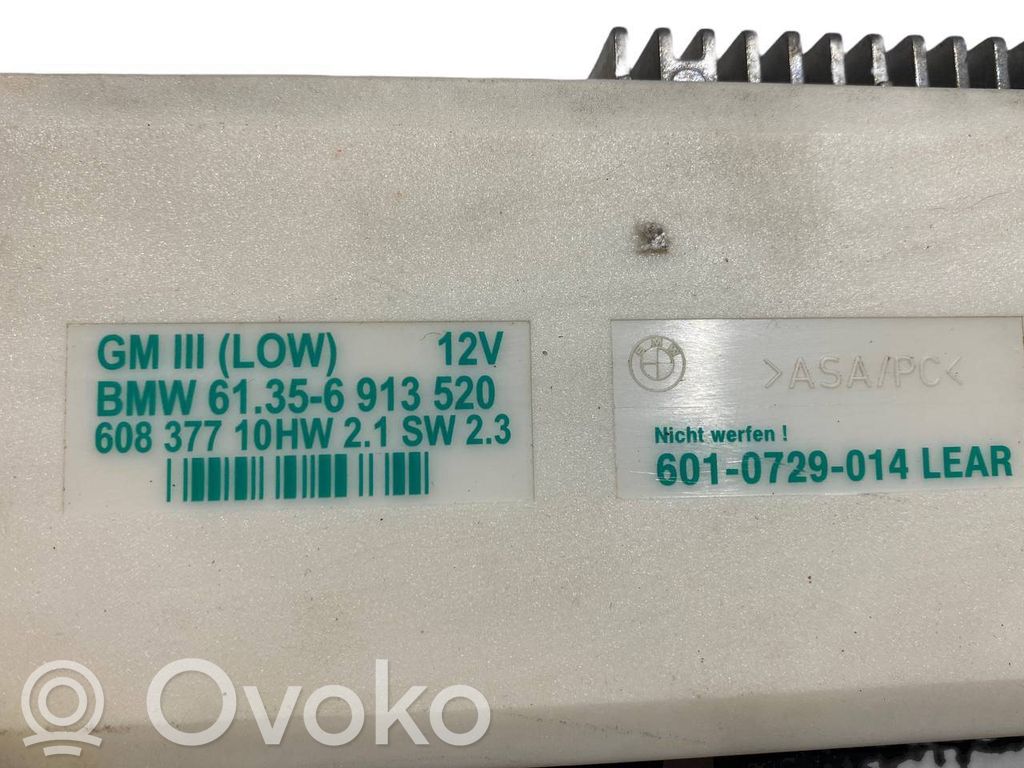 GM III (LOW) 12V
BMW 61.35-6 913 520
608 377 10HW 2.1 SW 2.3
BMW
>ASA/PC<
Nicht werfen !
601-0729-014 LEAR
Ovoko